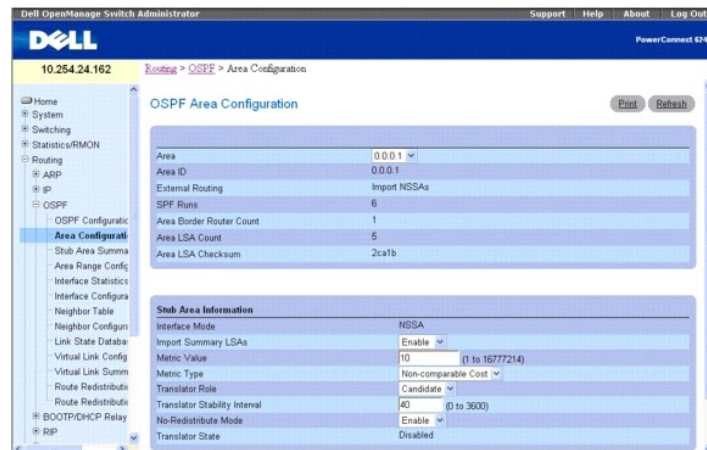 Dell OpenManage Switch Administrator
Support Help About Log Out
DELL
PowerConnect 624
10.254.24.162
Routing > OSPF > Area Configuration
Home
System
Switching
Statistics/RMON
Routing
ARP
IP
OSPF
OSPF Configuratic
Area Configurati
Stub Area Summa
Area Range Config
Interface Statistics
Interface Configura
Neighbor Table
Neighbor Configura
Link State Databa
Virtual Link Config
Virtual Link Summ
Route Redistributic
Route Redistributic
BOOTP/DHCP Relay
RIP
OSPF Area Configuration
Print Refresh
Area 0.0.0.1
Area ID 0.0.0.1
External Routing Import NSSAs
SPF Runs 6
Area Border Router Count 1
Area LSA Count 5
Area LSA Checksum 2ca1b
Stub Area Information
Interface Mode NSSA
Import Summary LSAs Enable
Metric Value 10 (1 to 16777214)
Metric Type Non-comparable Cost
Translator Role Candidate
Translator Stability Interval 40 (0 to 3600)
No-Redistribute Mode Enable
Translator State Disabled